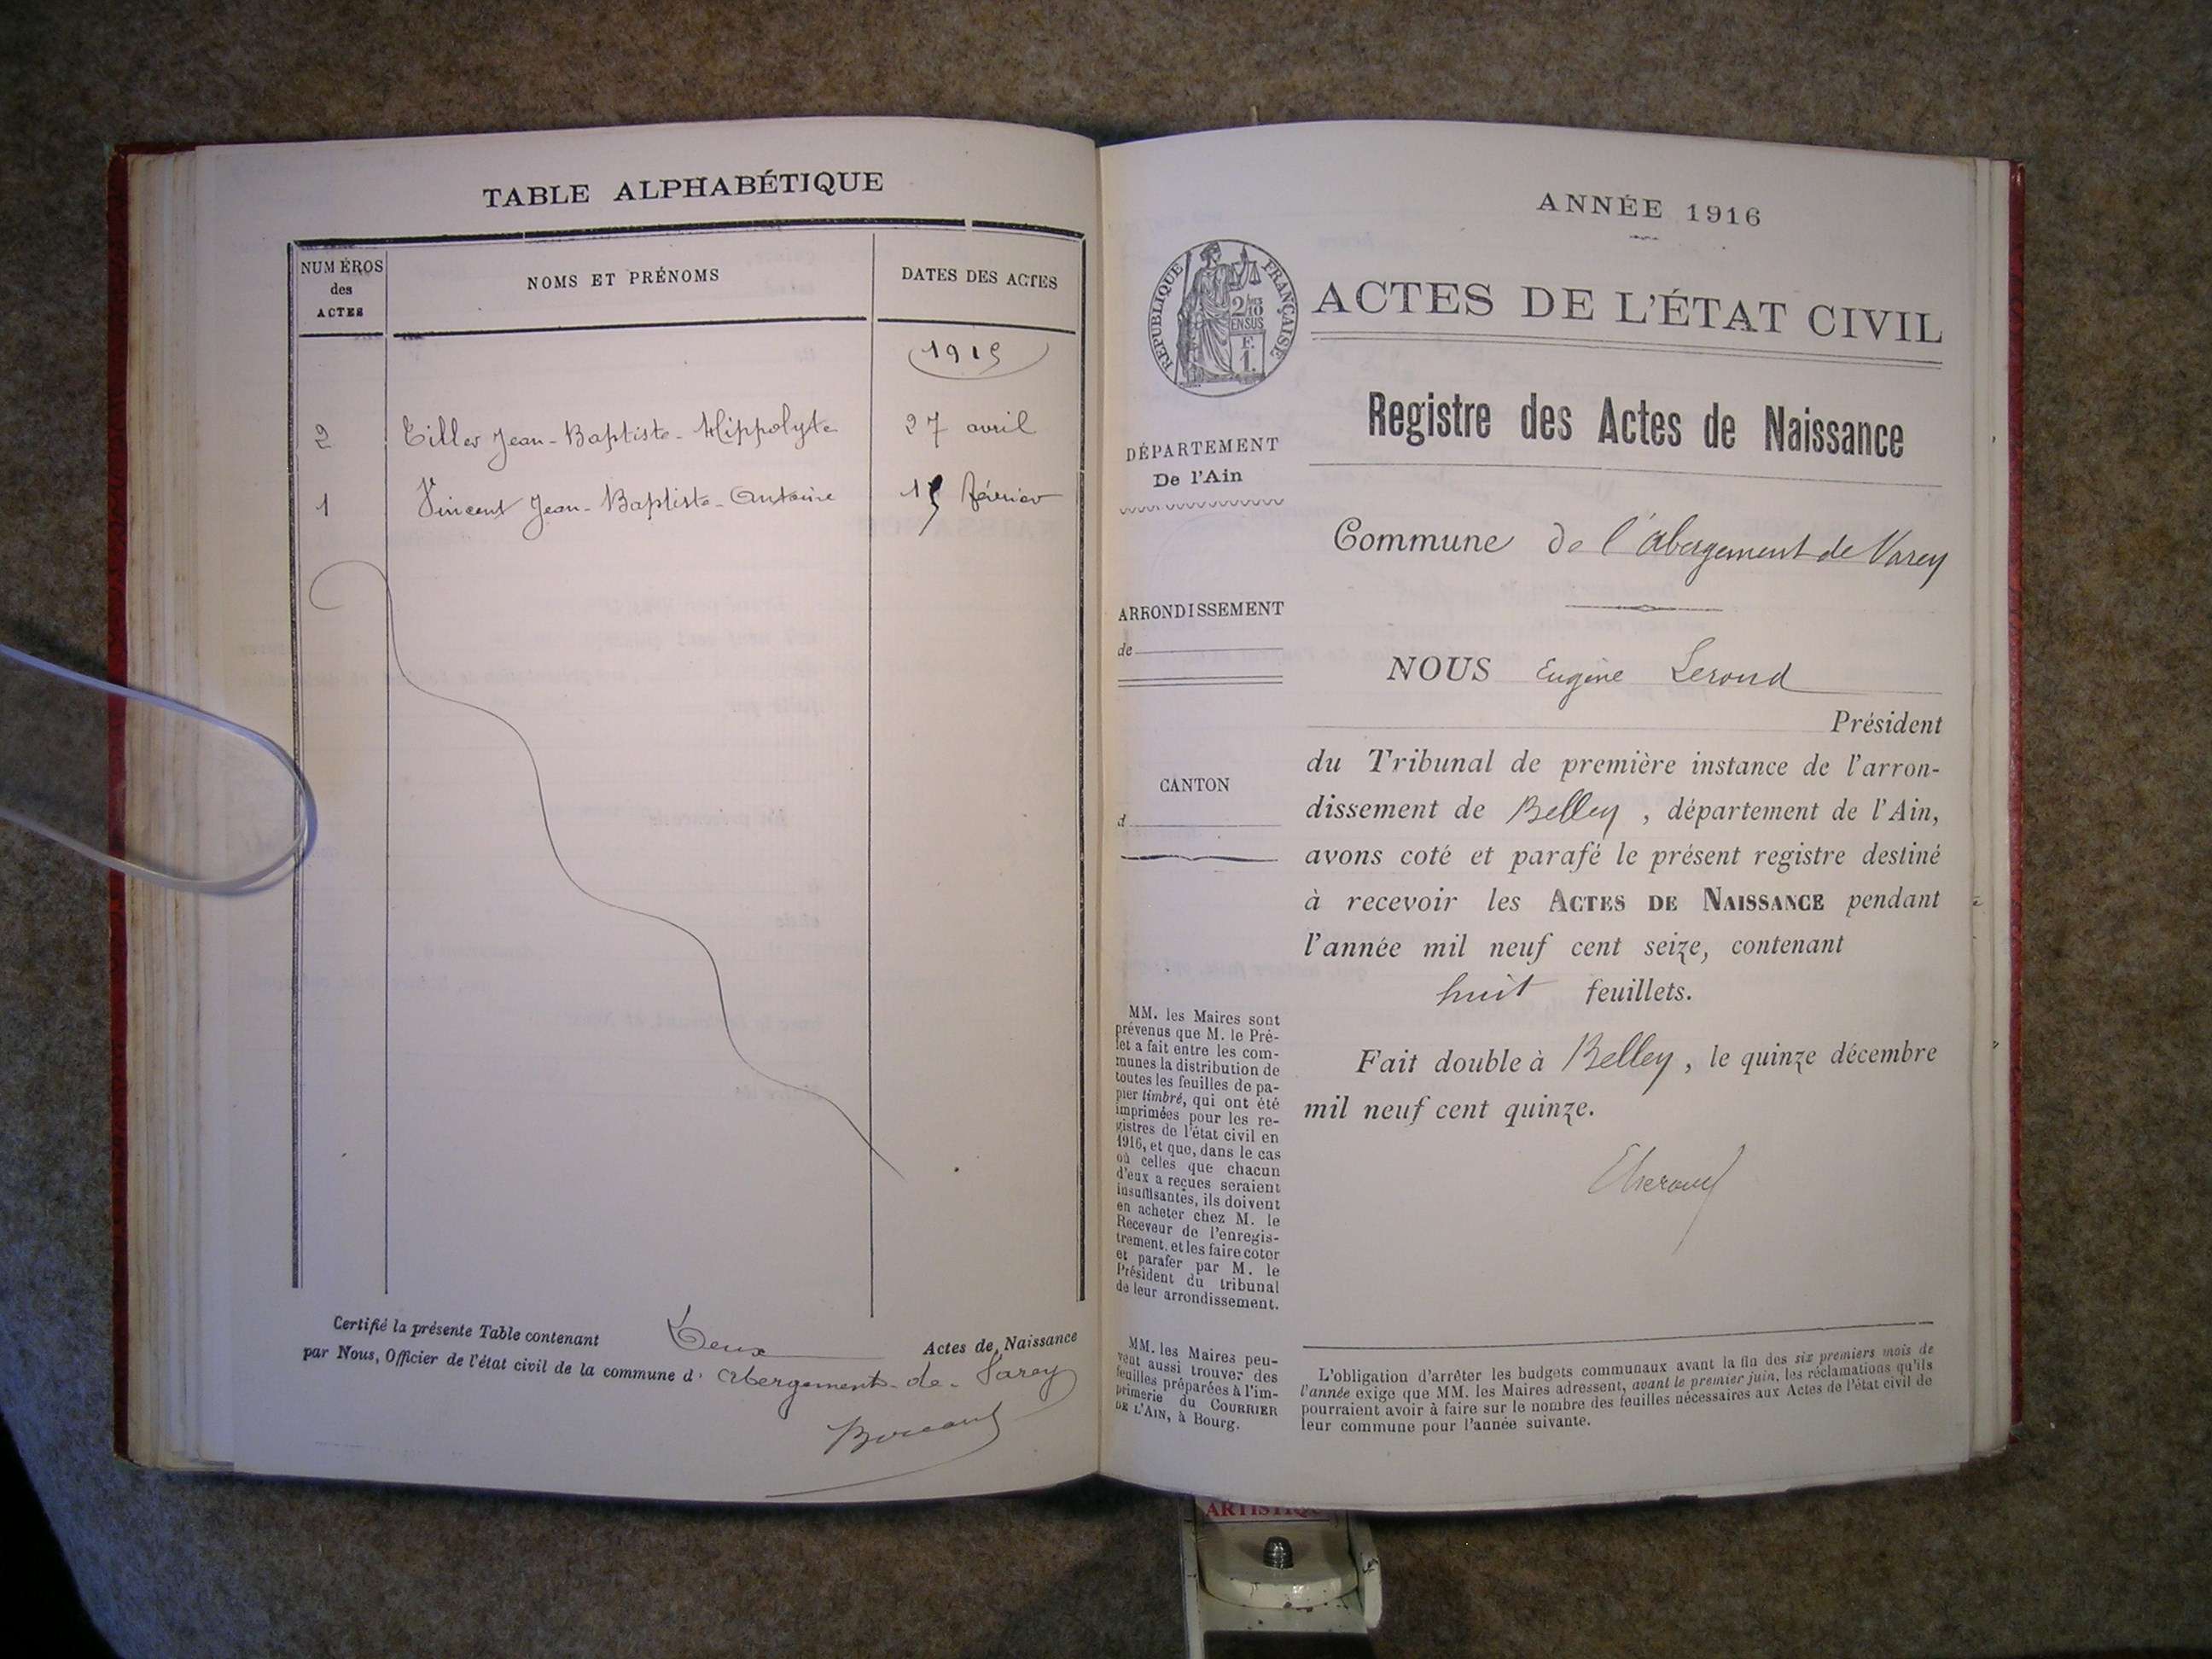 TABLE ALPHABÉTIQUE
NUMÉROS
des
ACTES
NOMS ET PRÉNOMS
DATES DES ACTES
1915
2 Tiller Jean-Baptiste-Hippolyte 27 avril
1 Vincent Jean-Baptiste-Antoine 15 février
Certifié la présente Table contenant Deux Actes de Naissance
par Nous, Officier de l'état civil de la commune d' Abergement-de-Varey
ANNÉE 1916
RÉPUBLIQUE FRANÇAISE
2/10
EN SUS
F.
1.
ACTES DE L'ÉTAT CIVIL
Registre des Actes de Naissance
DÉPARTEMENT
De l'Ain
Commune de l'abergement de Varey
ARRONDISSEMENT
de
NOUS Eugène Leroud
Président
du Tribunal de première instance de l'arron-
dissement de Belley, département de l'Ain,
avons coté et parafé le présent registre destiné
à recevoir les ACTES DE NAISSANCE pendant
l'année mil neuf cent seize, contenant
huit feuillets.
Fait double à Belley, le quinze décembre
mil neuf cent quinze.
CANTON
d
MM. les Maires sont
prévenus que M. le Pré-
fet a fait entre les com-
munes la distribution de
toutes les feuilles de pa-
pier timbré, qui ont été
imprimées pour les re-
gistres de l'état civil en
1916, et que, dans le cas
où celles que chacun
d'eux a reçues seraient
insuffisantes, ils doivent
en acheter chez M. le
Receveur de l'enregis-
trement, et les faire coter
et parafer par M. le
Président du tribunal
de leur arrondissement.
MM. les Maires peu-
vent aussi trouver des
feuilles préparées à l'im-
primerie du COURRIER
DE L'AIN, à Bourg.
L'obligation d'arrêter les budgets communaux avant la fin des six premiers mois de
l'année exige que MM. les Maires adressent, avant le premier juin, les réclamations qu'ils
pourraient avoir à faire sur le nombre des feuilles nécessaires aux Actes de l'état civil de
leur commune pour l'année suivante.